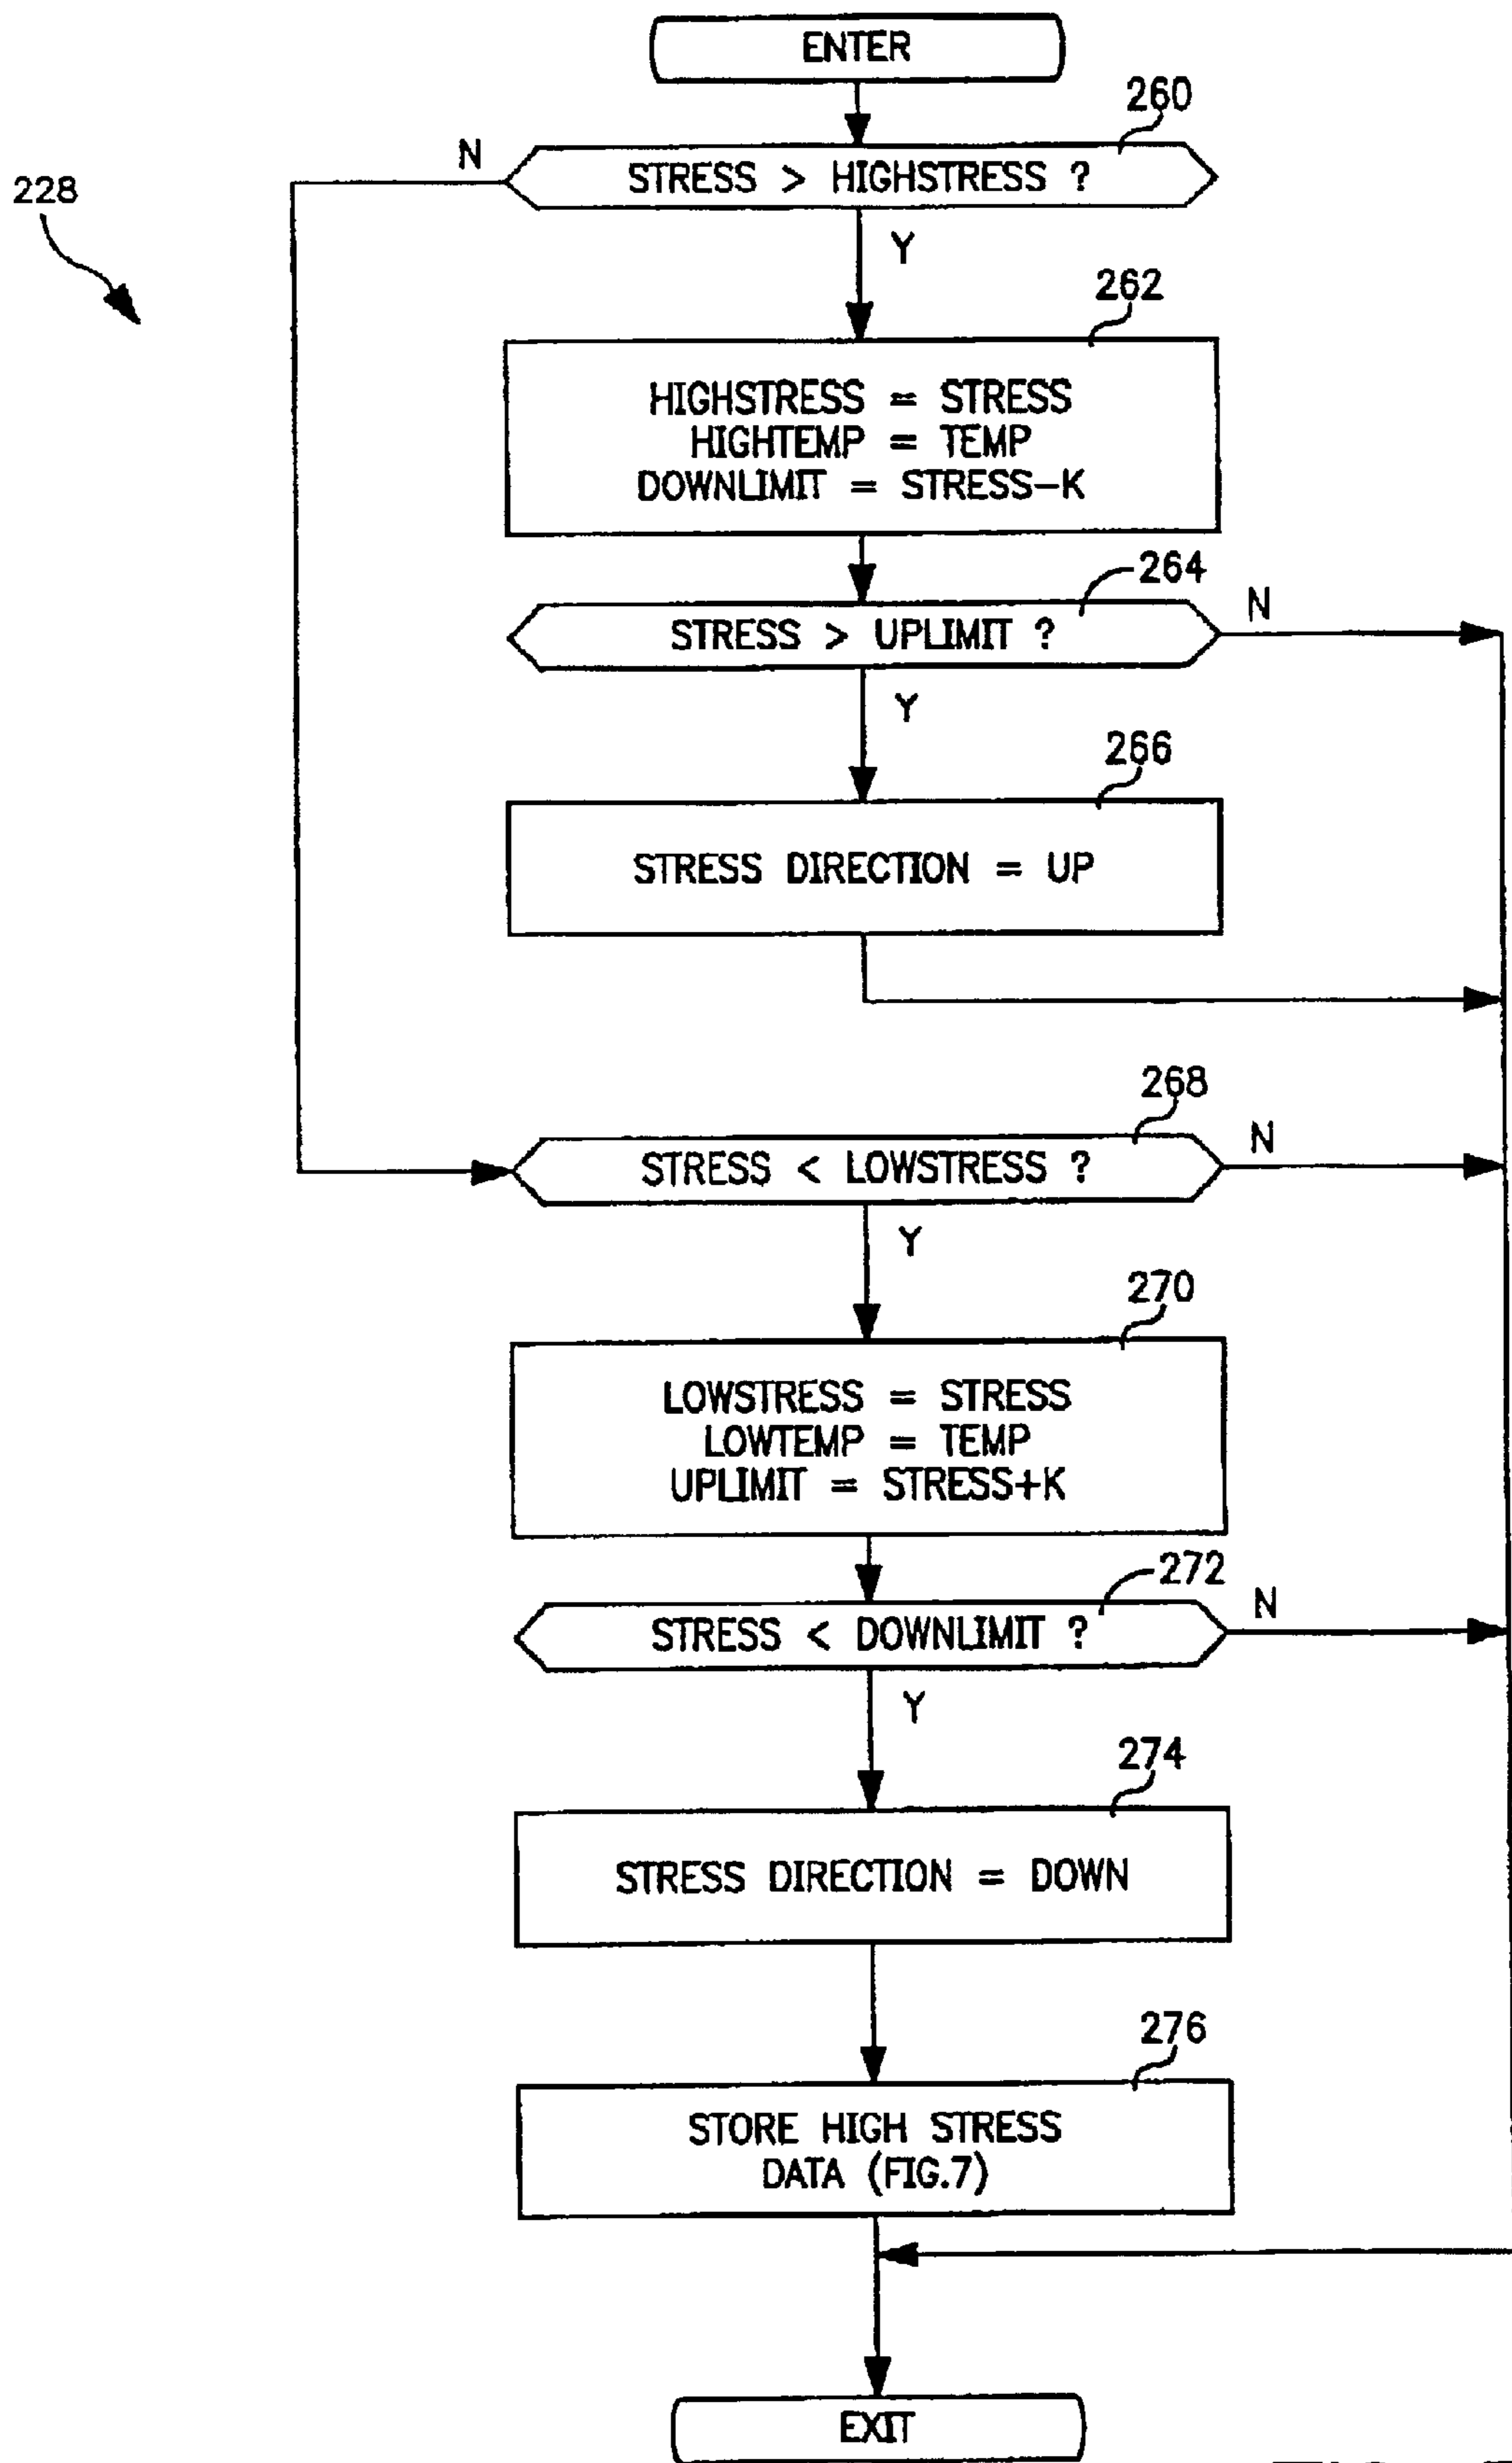 ENTER
260
N
STRESS > HIGHSTRESS ?
228
Y
262
HIGHSTRESS = STRESS
HIGHTEMP = TEMP
DOWNLIMIT = STRESS-K
264
STRESS > UPLIMIT ?
N
Y
266
STRESS DIRECTION = UP
268
STRESS < LOWSTRESS ?
N
Y
270
LOWSTRESS = STRESS
LOWTEMP = TEMP
UPLIMIT = STRESS+K
272
STRESS < DOWNLIMIT ?
N
Y
274
STRESS DIRECTION = DOWN
276
STORE HIGH STRESS
DATA (FIG.7)
EXIT